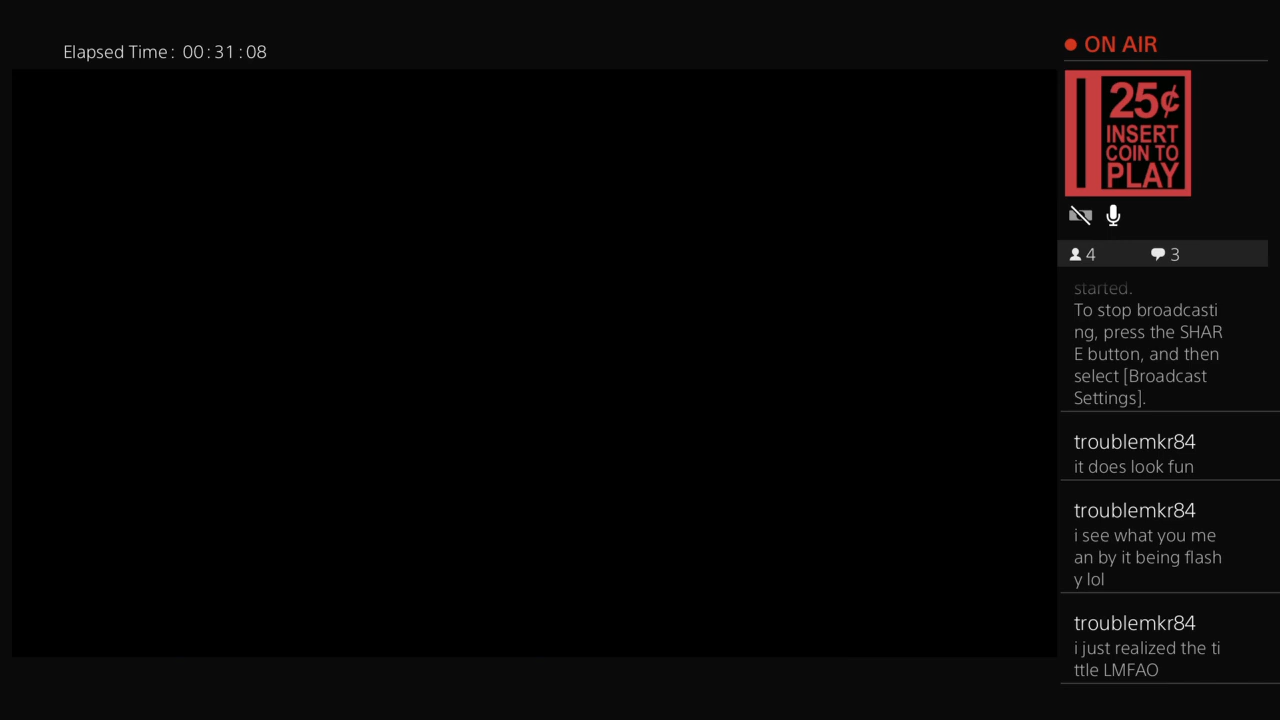 Elapsed Time: 00:31:08
ON AIR
25¢
INSERT
COIN TO
PLAY
4 3
started.
To stop broadcasti
ng, press the SHAR
E button, and then
select [Broadcast
Settings].
troublemkr84
it does look fun
troublemkr84
i see what you me
an by it being flash
y lol
troublemkr84
i just realized the ti
ttle LMFAO